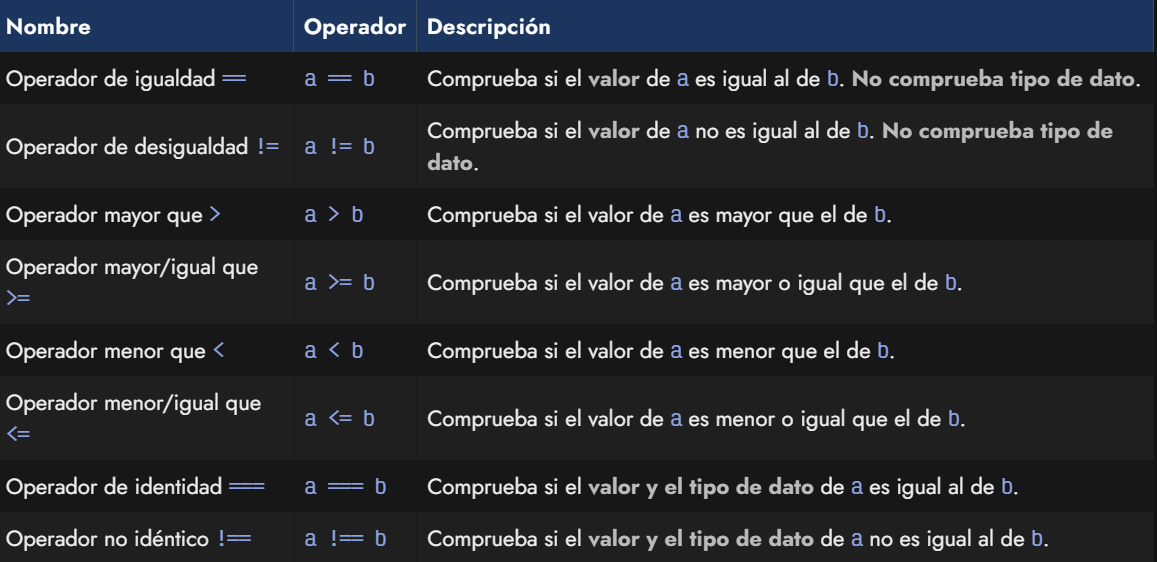 Nombre Operador Descripción
Operador de igualdad == a == b Comprueba si el valor de a es igual al de b. No comprueba tipo de dato.
Operador de desigualdad != a != b Comprueba si el valor de a no es igual al de b. No comprueba tipo de
dato.
Operador mayor que > a > b Comprueba si el valor de a es mayor que el de b.
Operador mayor/igual que
>= a >= b Comprueba si el valor de a es mayor o igual que el de b.
Operador menor que < a < b Comprueba si el valor de a es menor que el de b.
Operador menor/igual que
<= a <= b Comprueba si el valor de a es menor o igual que el de b.
Operador de identidad === a === b Comprueba si el valor y el tipo de dato de a es igual al de b.
Operador no idéntico !== a !== b Comprueba si el valor y el tipo de dato de a no es igual al de b.